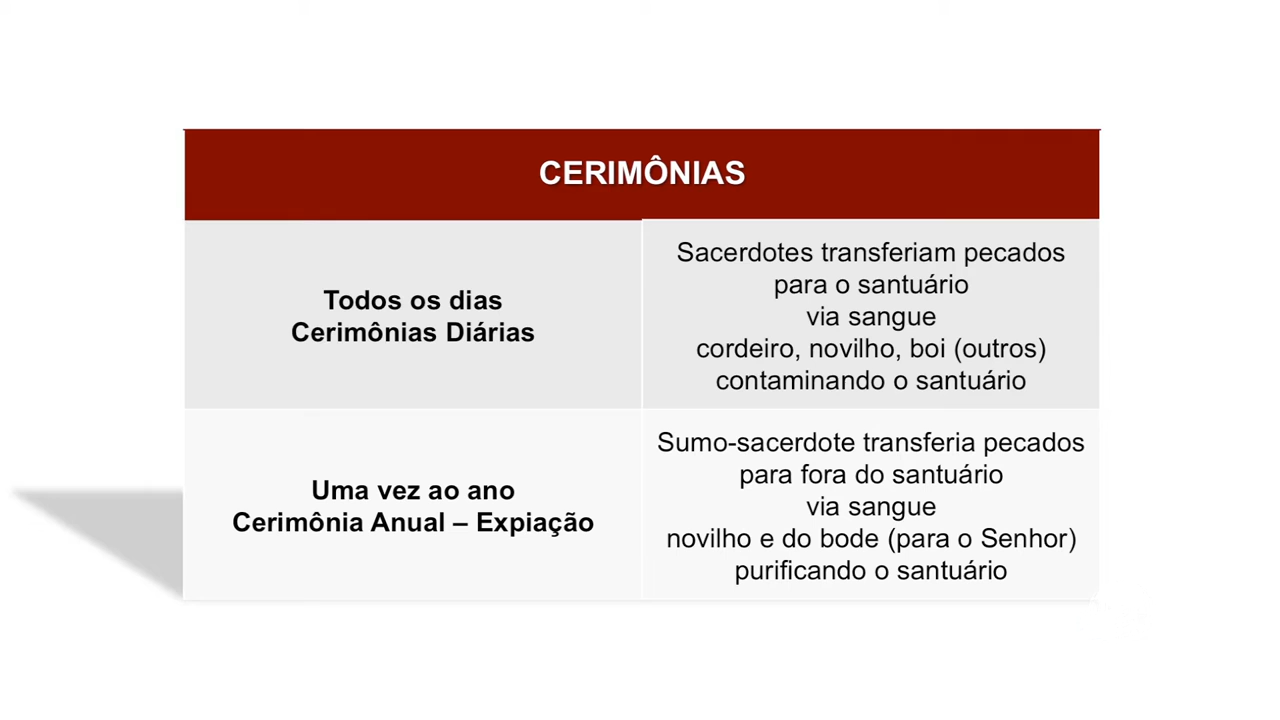 CERIMÔNIAS
Todos os dias
Cerimônias Diárias
Sacerdotes transferiam pecados
para o santuário
via sangue
cordeiro, novilho, boi (outros)
contaminando o santuário
Uma vez ao ano
Cerimônia Anual – Expiação
Sumo-sacerdote transferia pecados
para fora do santuário
via sangue
novilho e do bode (para o Senhor)
purificando o santuário